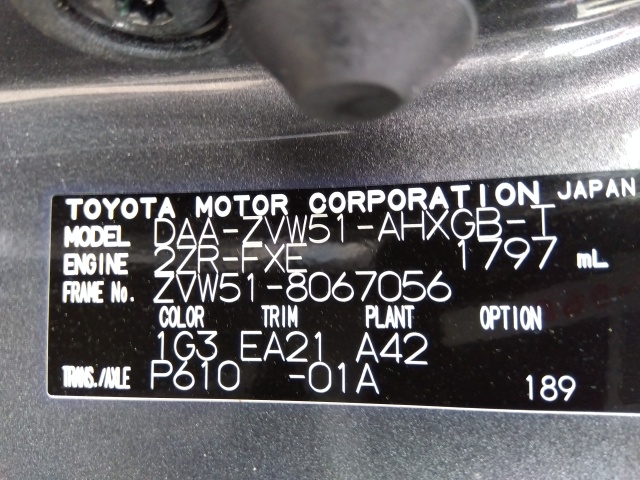 TOYOTA MOTOR CORPORATION JAPAN
MODEL DAA-ZVW51-AHXGB-T
ENGINE 2ZR-FXE 1797 mL
FRAME No. ZVW51-8067056
COLOR TRIM PLANT OPTION
1G3 EA21 A42
TRANS./AXLE P610 -01A 189